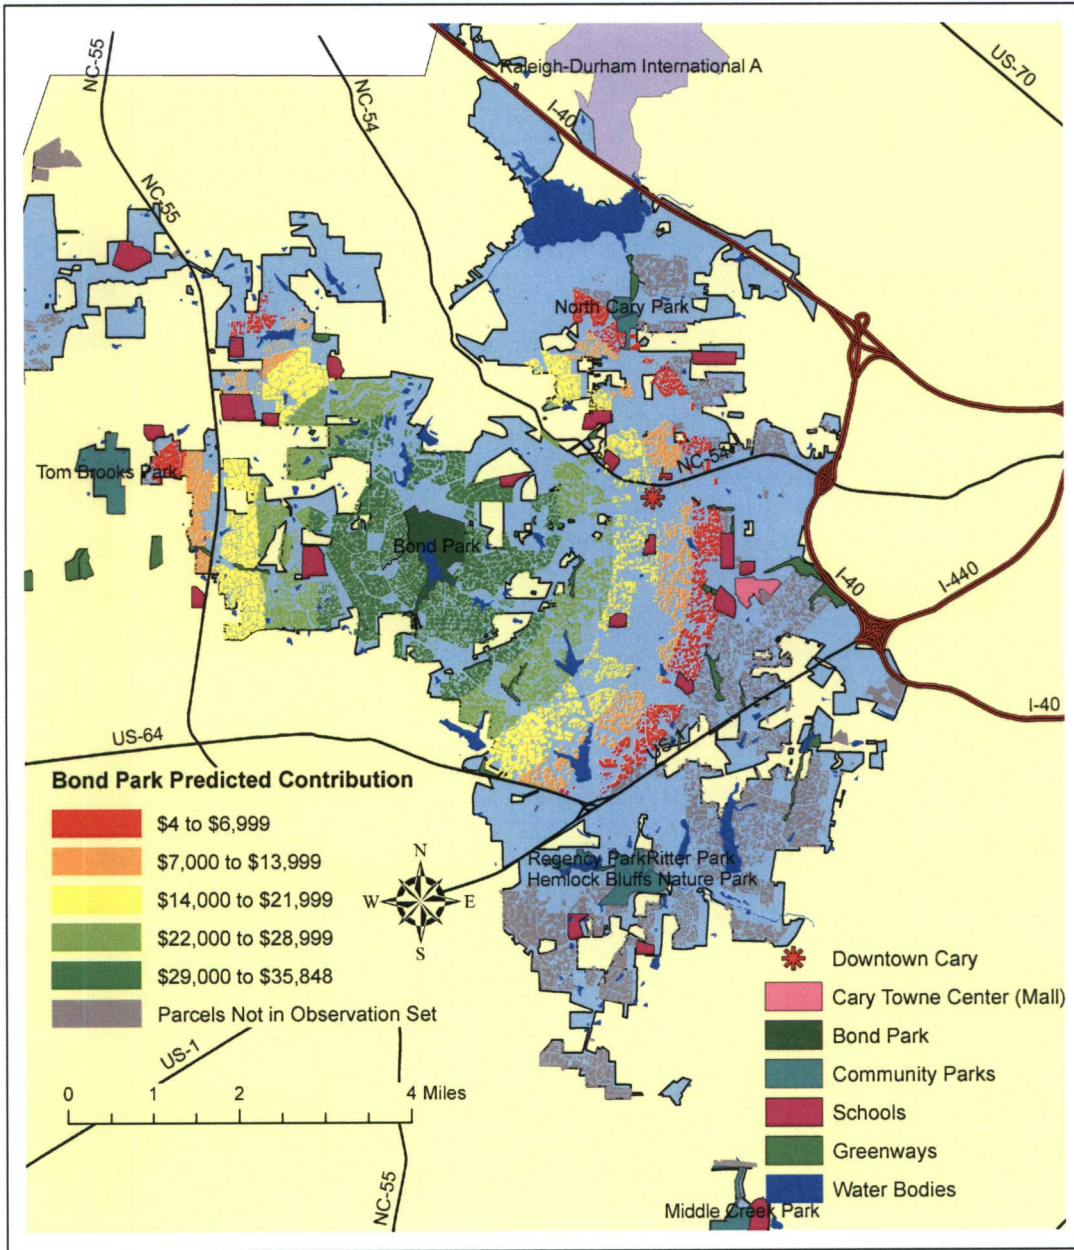 NC-55
NC-54
Raleigh-Durham International A
US-70
I-40
NC-55
North Cary Park
Tom Brooks Park
NC-54
Bond Park
I-40
I-440
I-40
US-64
US-1
Bond Park Predicted Contribution
$4 to $6,999
$7,000 to $13,999
$14,000 to $21,999
$22,000 to $28,999
$29,000 to $35,848
Parcels Not in Observation Set
N
W E
S
Regency ParkRitter Park
Hemlock Bluffs Nature Park
Downtown Cary
Cary Towne Center (Mall)
Bond Park
Community Parks
Schools
Greenways
Water Bodies
US-1
0 1 2 4 Miles
NC-55
Middle Creek Park